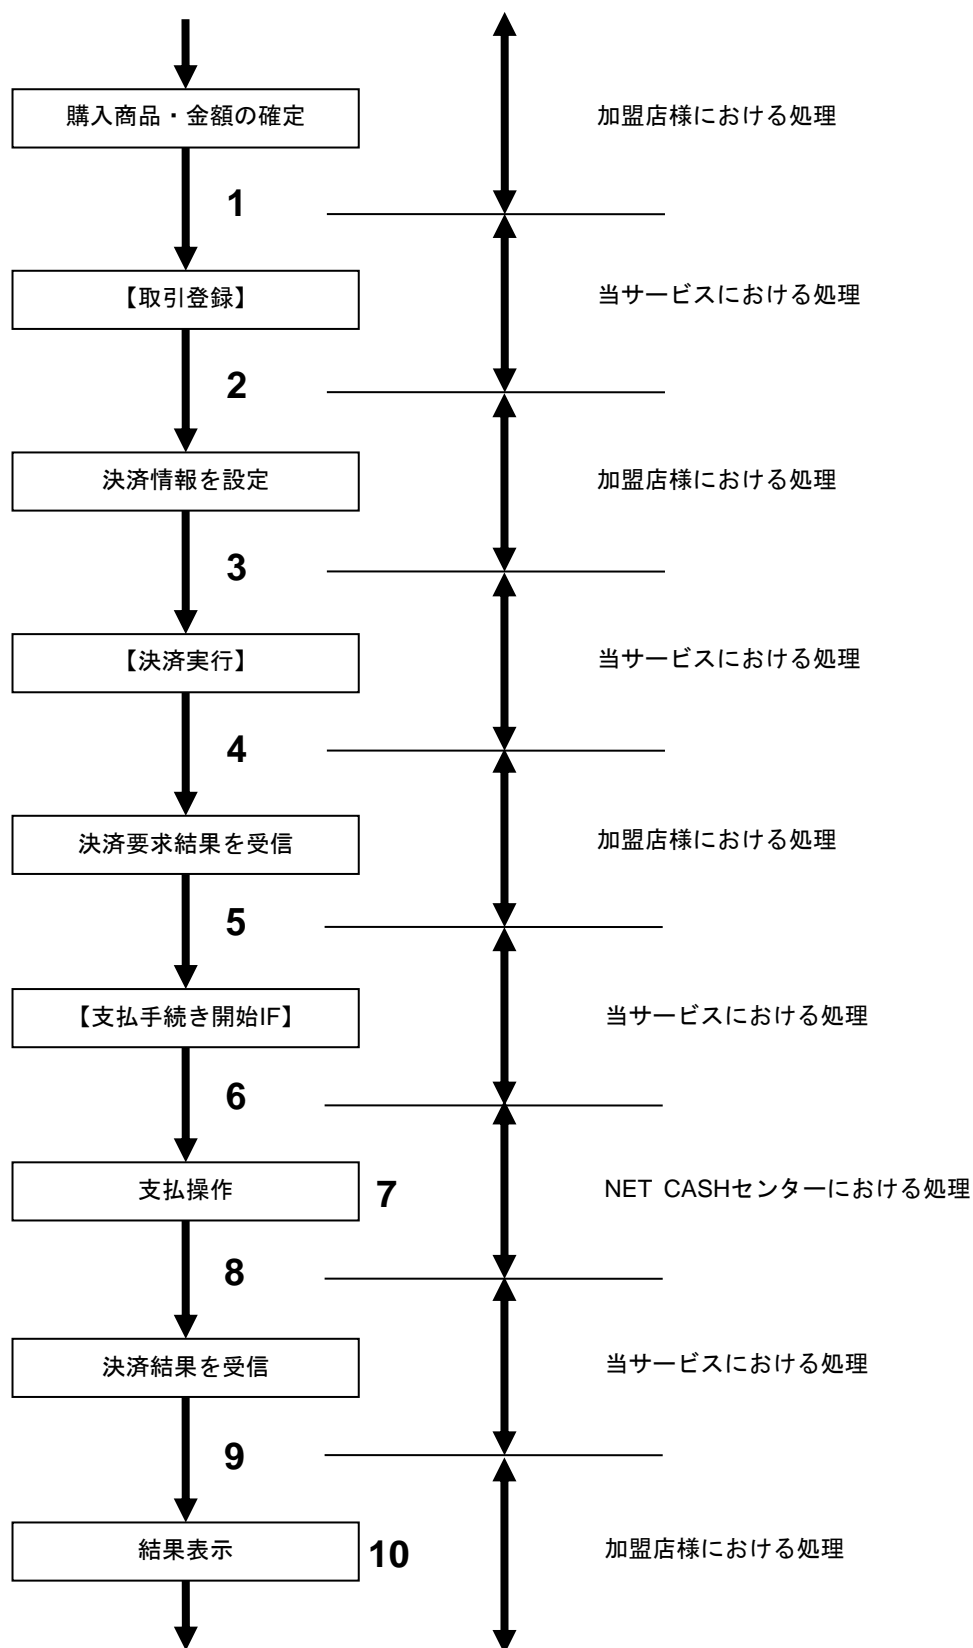 購入商品・金額の確定
加盟店様における処理
1
【取引登録】
当サービスにおける処理
2
決済情報を設定
加盟店様における処理
3
【決済実行】
当サービスにおける処理
4
決済要求結果を受信
加盟店様における処理
5
【支払手続き開始IF】
当サービスにおける処理
6
支払操作
7
NET CASHセンターにおける処理
8
決済結果を受信
当サービスにおける処理
9
結果表示
10
加盟店様における処理